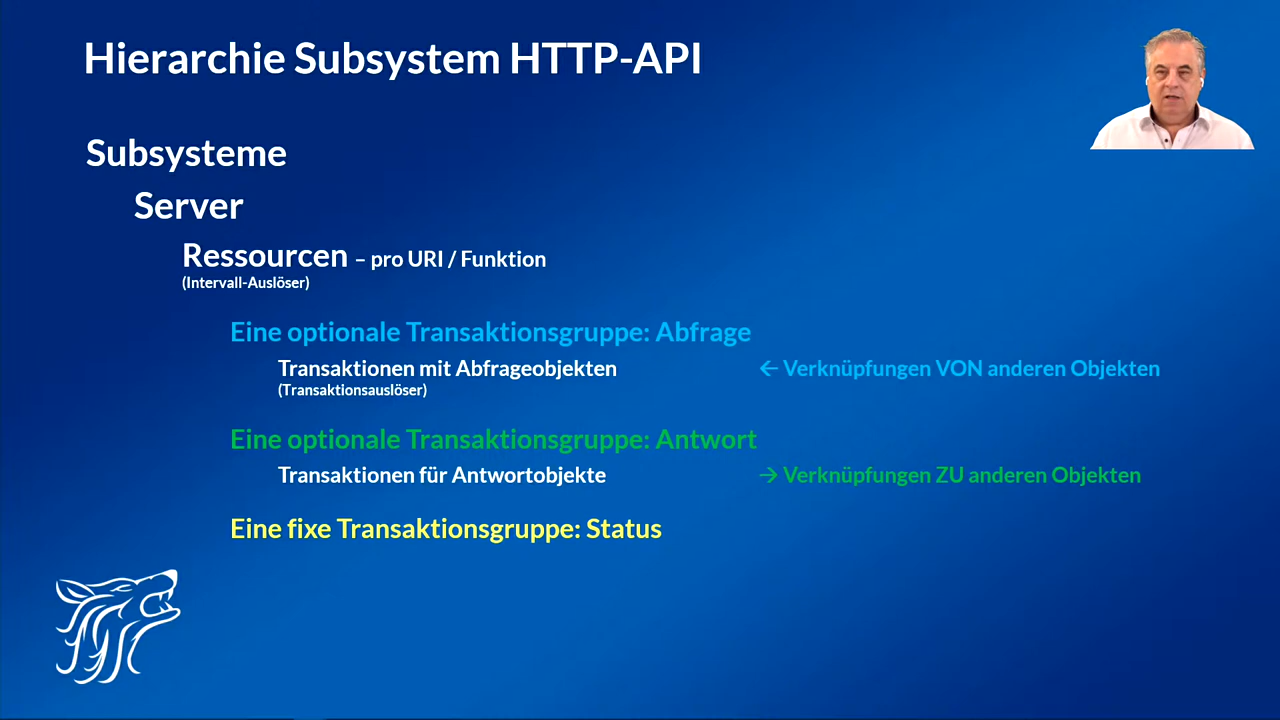 Hierarchie Subsystem HTTP-API
Subsysteme
Server
Ressourcen – pro URI / Funktion
(Intervall-Auslöser)
Eine optionale Transaktionsgruppe: Abfrage
Transaktionen mit Abfrageobjekten ← Verknüpfungen VON anderen Objekten
(Transaktionsauslöser)
Eine optionale Transaktionsgruppe: Antwort
Transaktionen für Antwortobjekte → Verknüpfungen ZU anderen Objekten
Eine fixe Transaktionsgruppe: Status